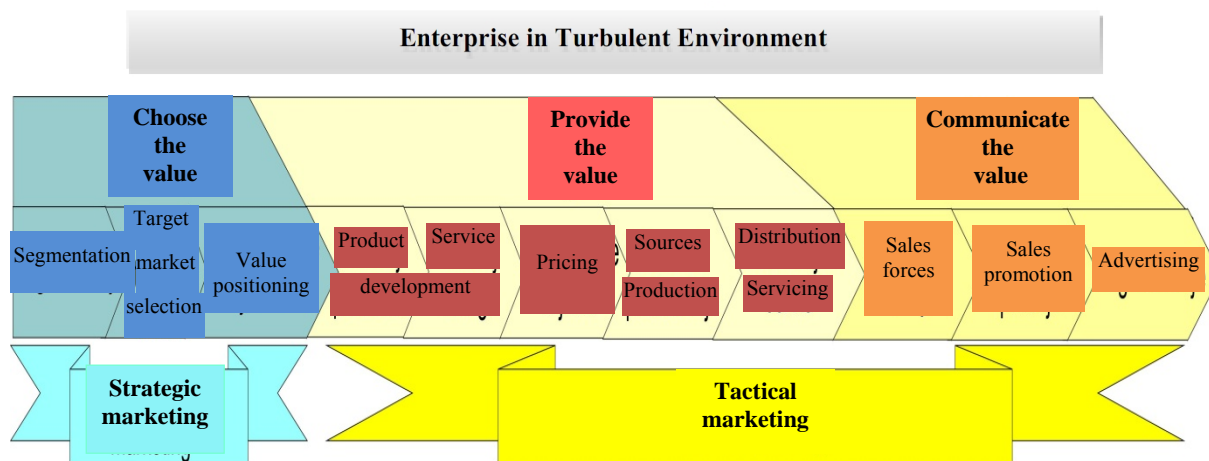 Enterprise in Turbulent Environment
Choose
the
value
Provide
the
value
Communicate
the
value
Segmentation
Target
market
selection
Value
positioning
Product
Service
development
Pricing
Sources
Production
Distribution
Servicing
Sales
forces
Sales
promotion
Advertising
Strategic
marketing
Tactical
marketing